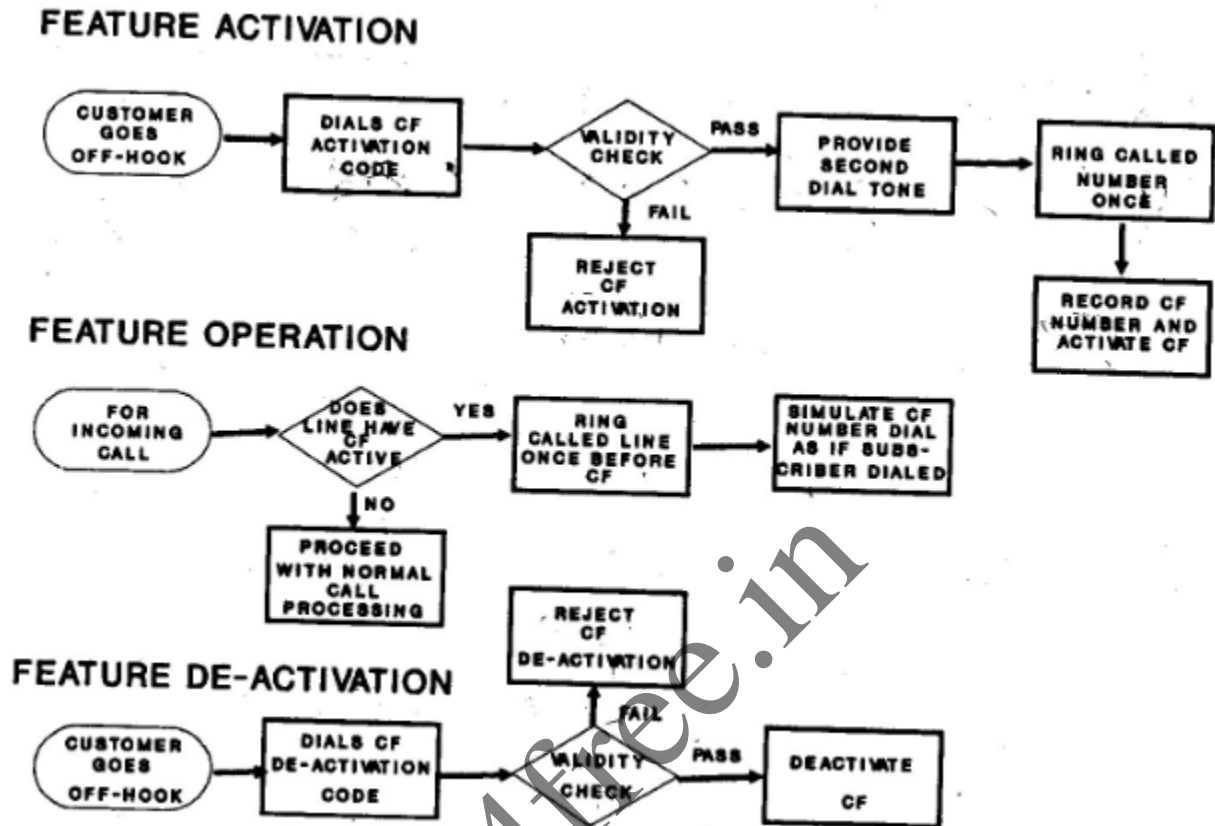 FEATURE ACTIVATION
CUSTOMER
GOES
OFF-HOOK
DIALS CF
ACTIVATION
CODE
VALIDITY
CHECK
PASS
FAIL
REJECT
CF
ACTIVATION
PROVIDE
SECOND
DIAL TONE
RING CALLED
NUMBER
ONCE
RECORD CF
NUMBER AND
ACTIVATE CF
FEATURE OPERATION
FOR
INCOMING
CALL
DOES
LINE HAVE
CF
ACTIVE
YES
NO
PROCEED
WITH NORMAL
CALL
PROCESSING
RING
CALLED LINE
ONCE BEFORE
CF
SIMULATE CF
NUMBER DIAL
AS IF SUBS-
CRIBER DIALED
FEATURE DE-ACTIVATION
CUSTOMER
GOES
OFF-HOOK
DIALS CF
DE-ACTIVATION
CODE
VALIDITY
CHECK
FAIL
REJECT
CF
DE-ACTIVATION
PASS
DEACTIVATE
CF
4free.in